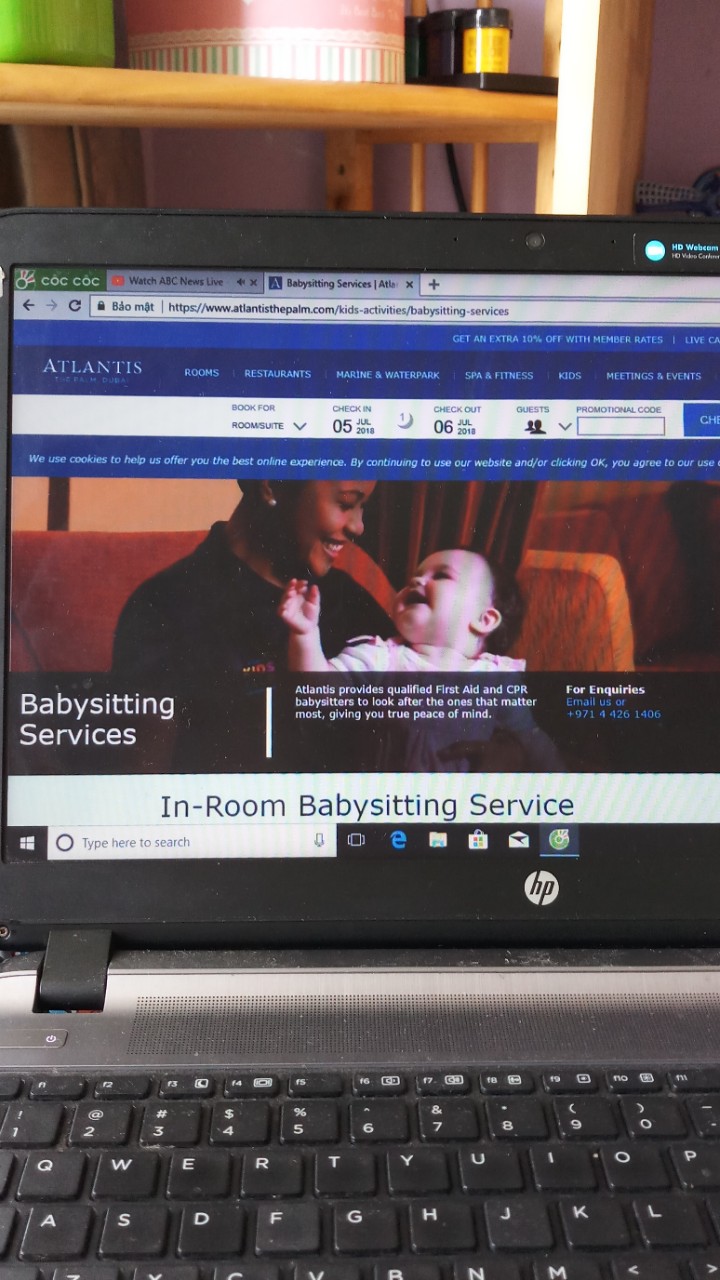 HD Webcam
HD Video Conferen
cốc cốc
Watch ABC News Live
Babysitting Services | Atla
Bảo mật
https://www.atlantisthepalm.com/kids-activities/babysitting-services
GET AN EXTRA 10% OFF WITH MEMBER RATES | LIVE CA
ATLANTIS
THE PALM, DUBAI
ROOMS | RESTAURANTS | MARINE & WATERPARK | SPA & FITNESS | KIDS | MEETINGS & EVENTS
BOOK FOR
ROOM/SUITE
CHECK IN
05 JUL 2018
1
CHECK OUT
06 JUL 2018
GUESTS
PROMOTIONAL CODE
CHE
We use cookies to help us offer you the best online experience. By continuing to use our website and/or clicking OK, you agree to our use
KIDS
Babysitting
Services
Atlantis provides qualified First Aid and CPR
babysitters to look after the ones that matter
most, giving you true peace of mind.
For Enquiries
Email us or
+971 4 426 1406
In-Room Babysitting Service
Type here to search
hp
f1 f2 f3 f4 f5 f6 f7 f8 f9 f10 f11
! @ # $ % ^ & * ( ) _
1 2 3 4 5 6 7 8 9 0 -
Q W E R T Y U I O P
A S D F G H J K L
Z X C V B N M < >